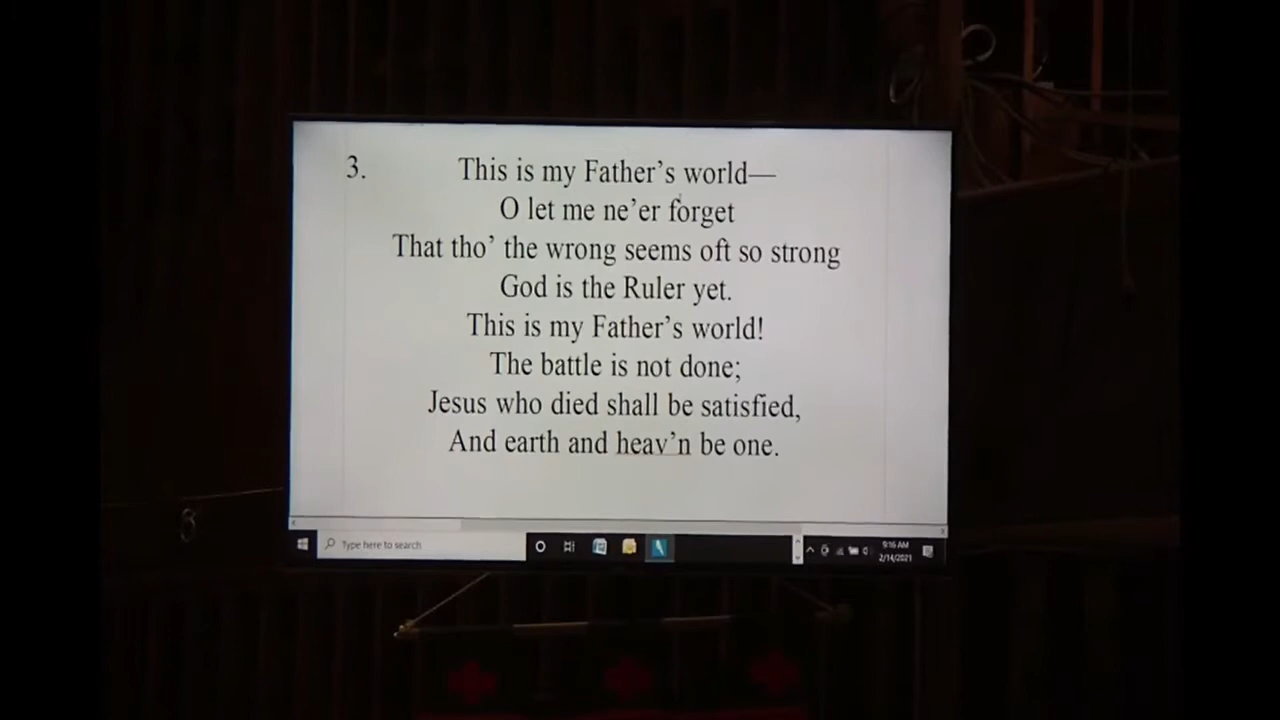 3.
This is my Father's world—
O let me ne'er forget
That tho' the wrong seems oft so strong
God is the Ruler yet.
This is my Father's world!
The battle is not done;
Jesus who died shall be satisfied,
And earth and heav'n be one.
Type here to search
9:16 AM
2/14/2021